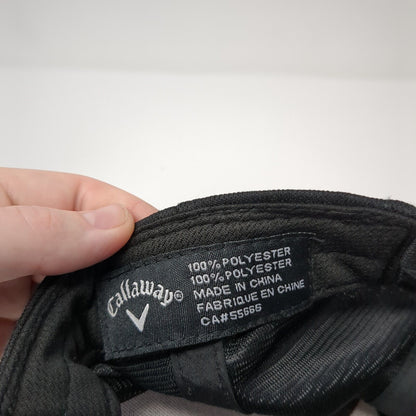 Callaway®
100% POLYESTER
100% POLYESTER
MADE IN CHINA
FABRIQUE EN CHINE
CA#55665